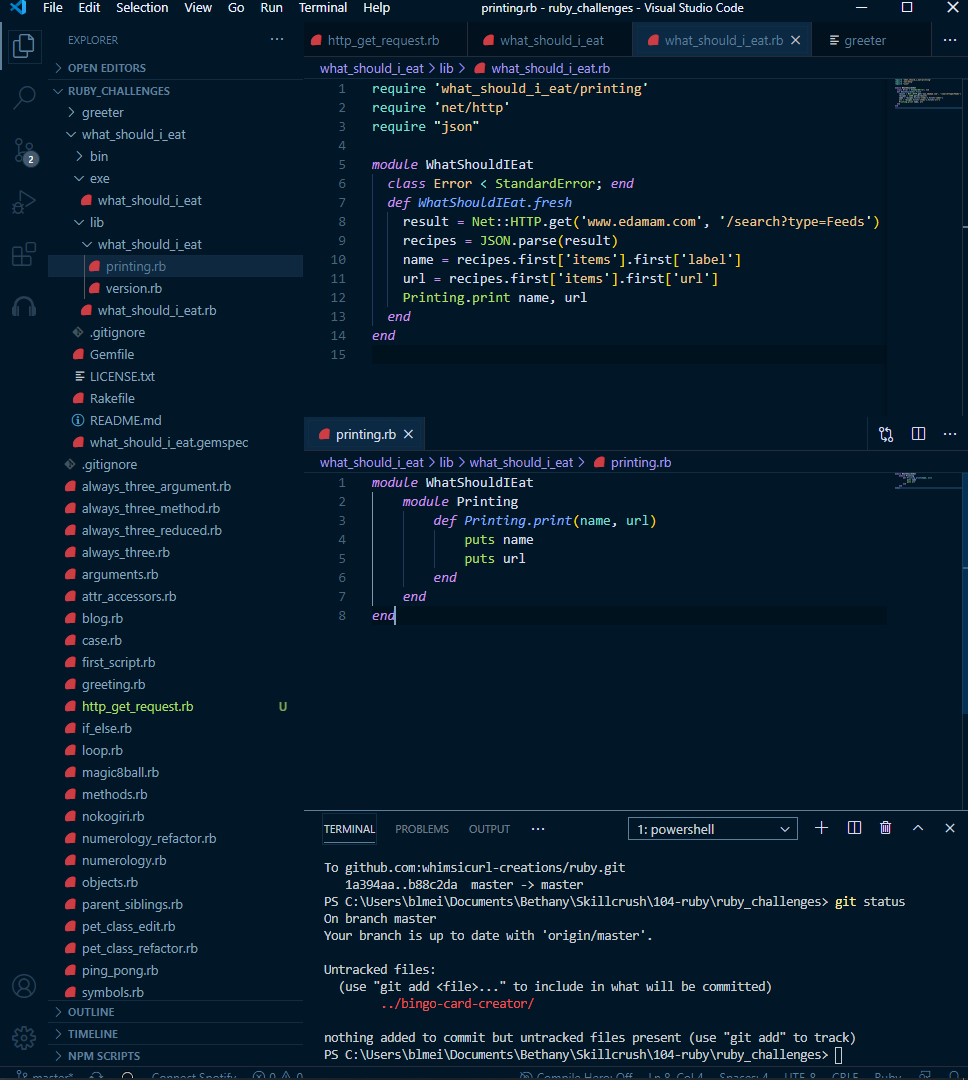 File Edit Selection View Go Run Terminal Help printing.rb - ruby_challenges - Visual Studio Code
EXPLORER
OPEN EDITORS
RUBY_CHALLENGES
greeter
what_should_i_eat
bin
exe
what_should_i_eat
lib
what_should_i_eat
printing.rb
version.rb
what_should_i_eat.rb
.gitignore
Gemfile
LICENSE.txt
Rakefile
README.md
what_should_i_eat.gemspec
.gitignore
always_three_argument.rb
always_three_method.rb
always_three_reduced.rb
always_three.rb
arguments.rb
attr_accessors.rb
blog.rb
case.rb
first_script.rb
greeting.rb
http_get_request.rb U
if_else.rb
loop.rb
magic8ball.rb
methods.rb
nokogiri.rb
numerology_refactor.rb
numerology.rb
objects.rb
parent_siblings.rb
pet_class_edit.rb
pet_class_refactor.rb
ping_pong.rb
symbols.rb
OUTLINE
TIMELINE
NPM SCRIPTS
2
http_get_request.rb what_should_i_eat what_should_i_eat.rb greeter
what_should_i_eat > lib > what_should_i_eat.rb
1 require 'what_should_i_eat/printing'
2 require 'net/http'
3 require "json"
4
5 module WhatShouldIEat
6 class Error < StandardError; end
7 def WhatShouldIEat.fresh
8 result = Net::HTTP.get('www.edamam.com', '/search?type=Feeds')
9 recipes = JSON.parse(result)
10 name = recipes.first['items'].first['label']
11 url = recipes.first['items'].first['url']
12 Printing.print name, url
13 end
14 end
15
printing.rb
what_should_i_eat > lib > what_should_i_eat > printing.rb
1 module WhatShouldIEat
2 module Printing
3 def Printing.print(name, url)
4 puts name
5 puts url
6 end
7 end
8 end
TERMINAL PROBLEMS OUTPUT ... 1: powershell
To github.com:whimsicurl-creations/ruby.git
1a394aa..b88c2da master -> master
PS C:\Users\blmei\Documents\Bethany\Skillcrush\104-ruby\ruby_challenges> git status
On branch master
Your branch is up to date with 'origin/master'.
Untracked files:
(use "git add <file>..." to include in what will be committed)
../bingo-card-creator/
nothing added to commit but untracked files present (use "git add" to track)
PS C:\Users\blmei\Documents\Bethany\Skillcrush\104-ruby\ruby_challenges>
master* Connect Spotify 0 0 Compile Hero: Off Ln 8, Col 4 Spaces: 4 UTF-8 CRLF Ruby